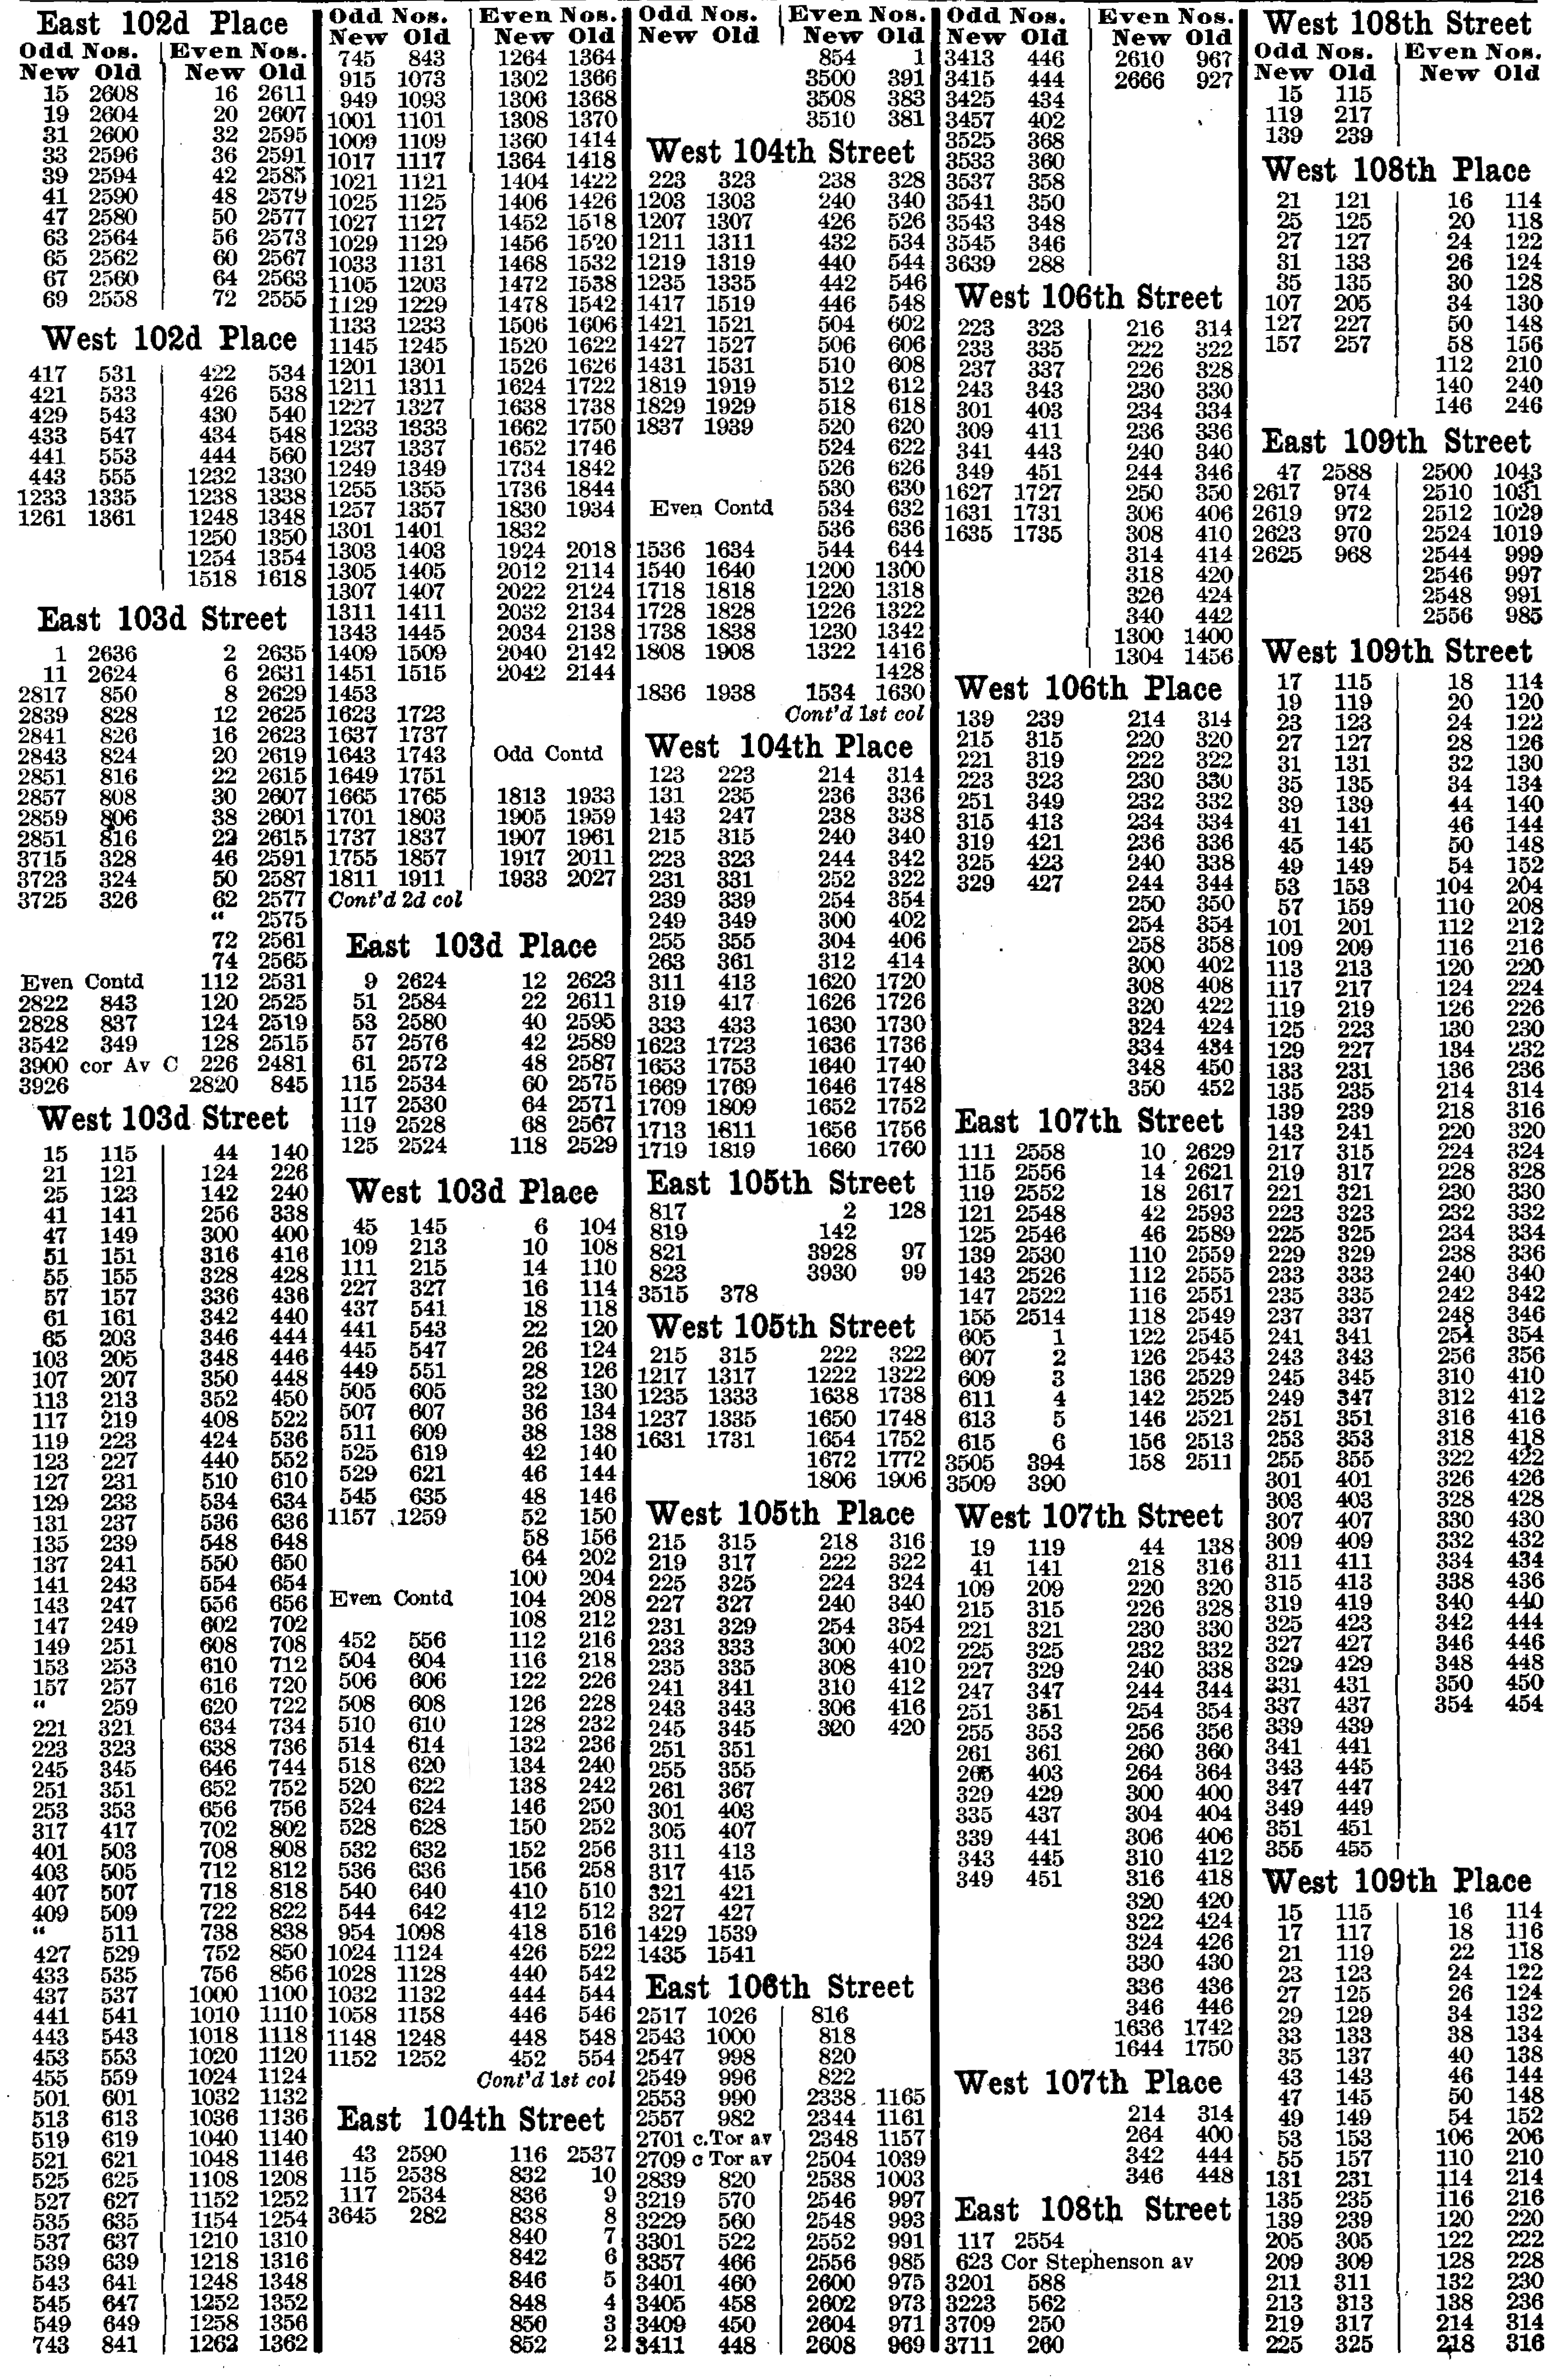 East 102d Place
Odd Nos. Even Nos.
New Old New Old
15 2608 16 2611
19 2604 20 2607
31 2600 32 2595
33 2596 36 2591
39 2594 42 2585
41 2590 48 2579
47 2580 50 2577
63 2564 56 2573
65 2562 60 2567
67 2560 64 2563
69 2558 72 2555
West 102d Place
417 531 422 534
421 533 426 538
429 543 430 540
433 547 434 548
441 553 444 560
443 555 1232 1330
1233 1335 1238 1338
1261 1361 1248 1348
1250 1350
1254 1354
1518 1618
East 103d Street
1 2636 2 2635
11 2624 6 2631
2817 850 8 2629
2839 828 12 2625
2841 826 16 2623
2843 824 20 2619
2851 816 22 2615
2857 808 30 2607
2859 806 38 2601
2851 816 22 2615
3715 328 46 2591
3723 324 50 2587
3725 326 62 2577
" 2575
72 2561
74 2565
Even Contd 112 2531
2822 843 120 2525
2828 837 124 2519
3542 349 128 2515
3900 cor Av C 226 2481
3926 2820 845
West 103d Street
15 115 44 140
21 121 124 226
25 123 142 240
41 141 256 338
47 149 300 400
51 151 316 416
55 155 328 428
57 157 336 436
61 161 342 440
65 203 346 444
103 205 348 446
107 207 350 448
113 213 352 450
117 219 408 522
119 223 424 536
123 227 440 552
127 231 510 610
129 233 534 634
131 237 536 636
135 239 548 648
137 241 550 650
141 243 554 654
143 247 556 656
147 249 602 702
149 251 608 708
153 253 610 712
157 257 616 720
" 259 620 722
221 321 634 734
223 323 638 736
245 345 646 744
251 351 652 752
253 353 656 756
317 417 702 802
401 503 708 808
403 505 712 812
407 507 718 818
409 509 722 822
" 511 738 838
427 529 752 850
433 535 756 856
437 537 1000 1100
441 541 1010 1110
443 543 1018 1118
453 553 1020 1120
455 559 1024 1124
501 601 1032 1132
513 613 1036 1136
519 619 1040 1140
521 621 1048 1146
525 625 1108 1208
527 627 1152 1252
535 635 1154 1254
537 637 1210 1310
539 639 1218 1316
543 641 1248 1348
545 647 1252 1352
549 649 1258 1356
743 841 1262 1362
Odd Nos. Even Nos.
New Old New Old
745 843 1264 1364
915 1073 1302 1366
949 1093 1306 1368
1001 1101 1308 1370
1009 1109 1360 1414
1017 1117 1364 1418
1021 1121 1404 1422
1025 1125 1406 1426
1027 1127 1452 1518
1029 1129 1456 1520
1033 1131 1468 1532
1105 1203 1472 1538
1129 1229 1478 1542
1133 1233 1506 1606
1145 1245 1520 1622
1201 1301 1526 1626
1211 1311 1624 1722
1227 1327 1638 1738
1233 1333 1662 1750
1237 1337 1652 1746
1249 1349 1734 1842
1255 1355 1736 1844
1257 1357 1830 1934
1301 1401 1832
1303 1403 1924 2018
1305 1405 2012 2114
1307 1407 2022 2124
1311 1411 2032 2134
1343 1445 2034 2138
1409 1509 2040 2142
1451 1515 2042 2144
1453
1623 1723
1637 1737
1643 1743 Odd Contd
1649 1751
1665 1765 1813 1933
1701 1803 1905 1959
1737 1837 1907 1961
1755 1857 1917 2011
1811 1911 1933 2027
Cont'd 2d col
East 103d Place
9 2624 12 2623
51 2584 22 2611
53 2580 40 2595
57 2576 42 2589
61 2572 48 2587
115 2534 60 2575
117 2530 64 2571
119 2528 68 2567
125 2524 118 2529
West 103d Place
45 145 6 104
109 213 10 108
111 215 14 110
227 327 16 114
437 541 18 118
441 543 22 120
445 547 26 124
449 551 28 126
505 605 32 130
507 607 36 134
511 609 38 138
525 619 42 140
529 621 46 144
545 635 48 146
1157 1259 52 150
58 156
64 202
100 204
Even Contd 104 208
108 212
452 556 112 216
504 604 116 218
506 606 122 226
508 608 126 228
510 610 128 232
514 614 132 236
518 620 134 240
520 622 138 242
524 624 146 250
528 628 150 252
532 632 152 256
536 636 156 258
540 640 410 510
544 642 412 512
954 1098 418 516
1024 1124 426 522
1028 1128 440 542
1032 1132 444 544
1058 1158 446 546
1148 1248 448 548
1152 1252 452 554
Cont'd 1st col
East 104th Street
43 2590 116 2537
115 2538 832 10
117 2534 836 9
3645 282 838 8
840 7
842 6
846 5
848 4
850 3
852 2
Odd Nos. Even Nos.
New Old New Old
854 1
3500 391
3508 383
3510 381
West 104th Street
223 323 238 328
1203 1303 240 340
1207 1307 426 526
1211 1311 432 534
1219 1319 440 544
1235 1335 442 546
1417 1519 446 548
1421 1521 504 602
1427 1527 506 606
1431 1531 510 608
1819 1919 512 612
1829 1929 518 618
1837 1939 520 620
524 622
526 626
530 630
Even Contd 534 632
536 636
1536 1634 544 644
1540 1640 1200 1300
1718 1818 1220 1318
1728 1828 1226 1322
1738 1838 1230 1342
1808 1908 1322 1416
1428
1836 1938 1534 1630
Cont'd 1st col
West 104th Place
123 223 214 314
131 235 236 336
143 247 238 338
215 315 240 340
223 323 244 342
231 331 252 322
239 339 254 354
249 349 300 402
255 355 304 406
263 361 312 414
311 413 1620 1720
319 417 1626 1726
333 433 1630 1730
1623 1723 1636 1736
1653 1753 1640 1740
1669 1769 1646 1748
1709 1809 1652 1752
1713 1811 1656 1756
1719 1819 1660 1760
East 105th Street
817 2 128
819 142
821 3928 97
823 3930 99
3515 378
West 105th Street
215 315 222 322
1217 1317 1222 1322
1235 1333 1638 1738
1237 1335 1650 1748
1631 1731 1654 1752
1672 1772
1806 1906
West 105th Place
215 315 218 316
219 317 222 322
225 325 224 324
227 327 240 340
231 329 254 354
233 333 300 402
235 335 308 410
241 341 310 412
243 343 306 416
245 345 320 420
251 351
255 355
261 367
301 403
305 407
311 413
317 415
321 421
327 427
1429 1539
1435 1541
East 106th Street
2517 1026 816
2543 1000 818
2547 998 820
2549 996 822
2553 990 2338 1165
2557 982 2344 1161
2701 c.Tor av 2348 1157
2709 c Tor av 2504 1039
2839 820 2538 1003
3219 570 2546 997
3229 560 2548 993
3301 522 2552 991
3357 466 2556 985
3401 460 2600 975
3405 458 2602 973
3409 450 2604 971
3411 448 2608 969
Odd Nos. Even Nos.
New Old New Old
3413 446 2610 967
3415 444 2666 927
3425 434
3457 402
3525 368
3533 360
3537 358
3541 350
3543 348
3545 346
3639 288
West 106th Street
223 323 216 314
233 335 222 322
237 337 226 328
243 343 230 330
301 403 234 334
309 411 236 336
341 443 240 340
349 451 244 346
1627 1727 250 350
1631 1731 306 406
1635 1735 308 410
314 414
318 420
326 424
340 442
1300 1400
1304 1456
West 106th Place
139 239 214 314
215 315 220 320
221 319 222 322
223 323 230 330
251 349 232 332
315 413 234 334
319 421 236 336
325 423 240 338
329 427 244 344
250 350
254 354
258 358
300 402
308 408
320 422
324 424
334 434
348 450
350 452
East 107th Street
111 2558 10 2629
115 2556 14 2621
119 2552 18 2617
121 2548 42 2593
125 2546 46 2589
139 2530 110 2559
143 2526 112 2555
147 2522 116 2551
155 2514 118 2549
605 1 122 2545
607 2 126 2543
609 3 136 2529
611 4 142 2525
613 5 146 2521
615 6 156 2513
3505 394 158 2511
3509 390
West 107th Street
19 119 44 138
41 141 218 316
109 209 220 320
215 315 226 328
221 321 230 330
225 325 232 332
227 329 240 338
247 347 244 344
251 351 254 354
255 353 256 356
261 361 260 360
265 403 264 364
329 429 300 400
335 437 304 404
339 441 306 406
343 445 310 412
349 451 316 418
320 420
322 424
324 426
330 430
336 436
346 446
1636 1742
1644 1750
West 107th Place
214 314
264 400
342 444
346 448
East 108th Street
117 2554
623 Cor Stephenson av
3201 588
3223 562
3709 250
3711 260
West 108th Street
Odd Nos. Even Nos.
New Old New Old
15 115
119 217
139 239
West 108th Place
21 121 16 114
25 125 20 118
27 127 24 122
31 133 26 124
35 135 30 128
107 205 34 130
127 227 50 148
157 257 58 156
112 210
140 240
146 246
East 109th Street
47 2588 2500 1043
2617 974 2510 1031
2619 972 2512 1029
2623 970 2524 1019
2625 968 2544 999
2546 997
2548 991
2556 985
West 109th Street
17 115 18 114
19 119 20 120
23 123 24 122
27 127 28 126
31 131 32 130
35 135 34 134
39 139 44 140
41 141 46 144
45 145 50 148
49 149 54 152
53 153 104 204
57 159 110 208
101 201 112 212
109 209 116 216
113 213 120 220
117 217 124 224
119 219 126 226
125 223 130 230
129 227 134 232
133 231 136 236
135 235 214 314
139 239 218 316
143 241 220 320
217 315 224 324
219 317 228 328
221 321 230 330
223 323 232 332
225 325 234 334
229 329 238 336
233 333 240 340
235 335 242 342
237 337 248 346
241 341 254 354
243 343 256 356
245 345 310 410
249 347 312 412
251 351 316 416
253 353 318 418
255 355 322 422
301 401 326 426
303 403 328 428
307 407 330 430
309 409 332 432
311 411 334 434
315 413 338 436
319 419 340 440
325 423 342 444
327 427 346 446
329 429 348 448
331 431 350 450
337 437 354 454
339 439
341 441
343 445
347 447
349 449
351 451
355 455
West 109th Place
15 115 16 114
17 117 18 116
21 119 22 118
23 123 24 122
27 125 26 124
29 129 34 132
33 133 38 134
35 137 40 138
43 143 46 144
47 145 50 148
49 149 54 152
53 153 106 206
55 157 110 210
131 231 114 214
135 235 116 216
139 239 120 220
205 305 122 222
209 309 128 228
211 311 132 230
213 313 138 236
219 317 214 314
225 325 218 316